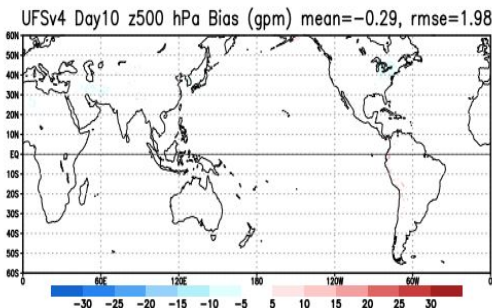 UFSv4 Day10 z500 hPa Bias (gpm) mean=−0.29, rmse=1.98
60N
50N
40N
30N
20N
10N
EQ
10S
20S
30S
40S
50S
60S
0 60E 120E 180 120W 60W 0
−30 −25 −20 −15 −10 −5 5 10 15 20 25 30